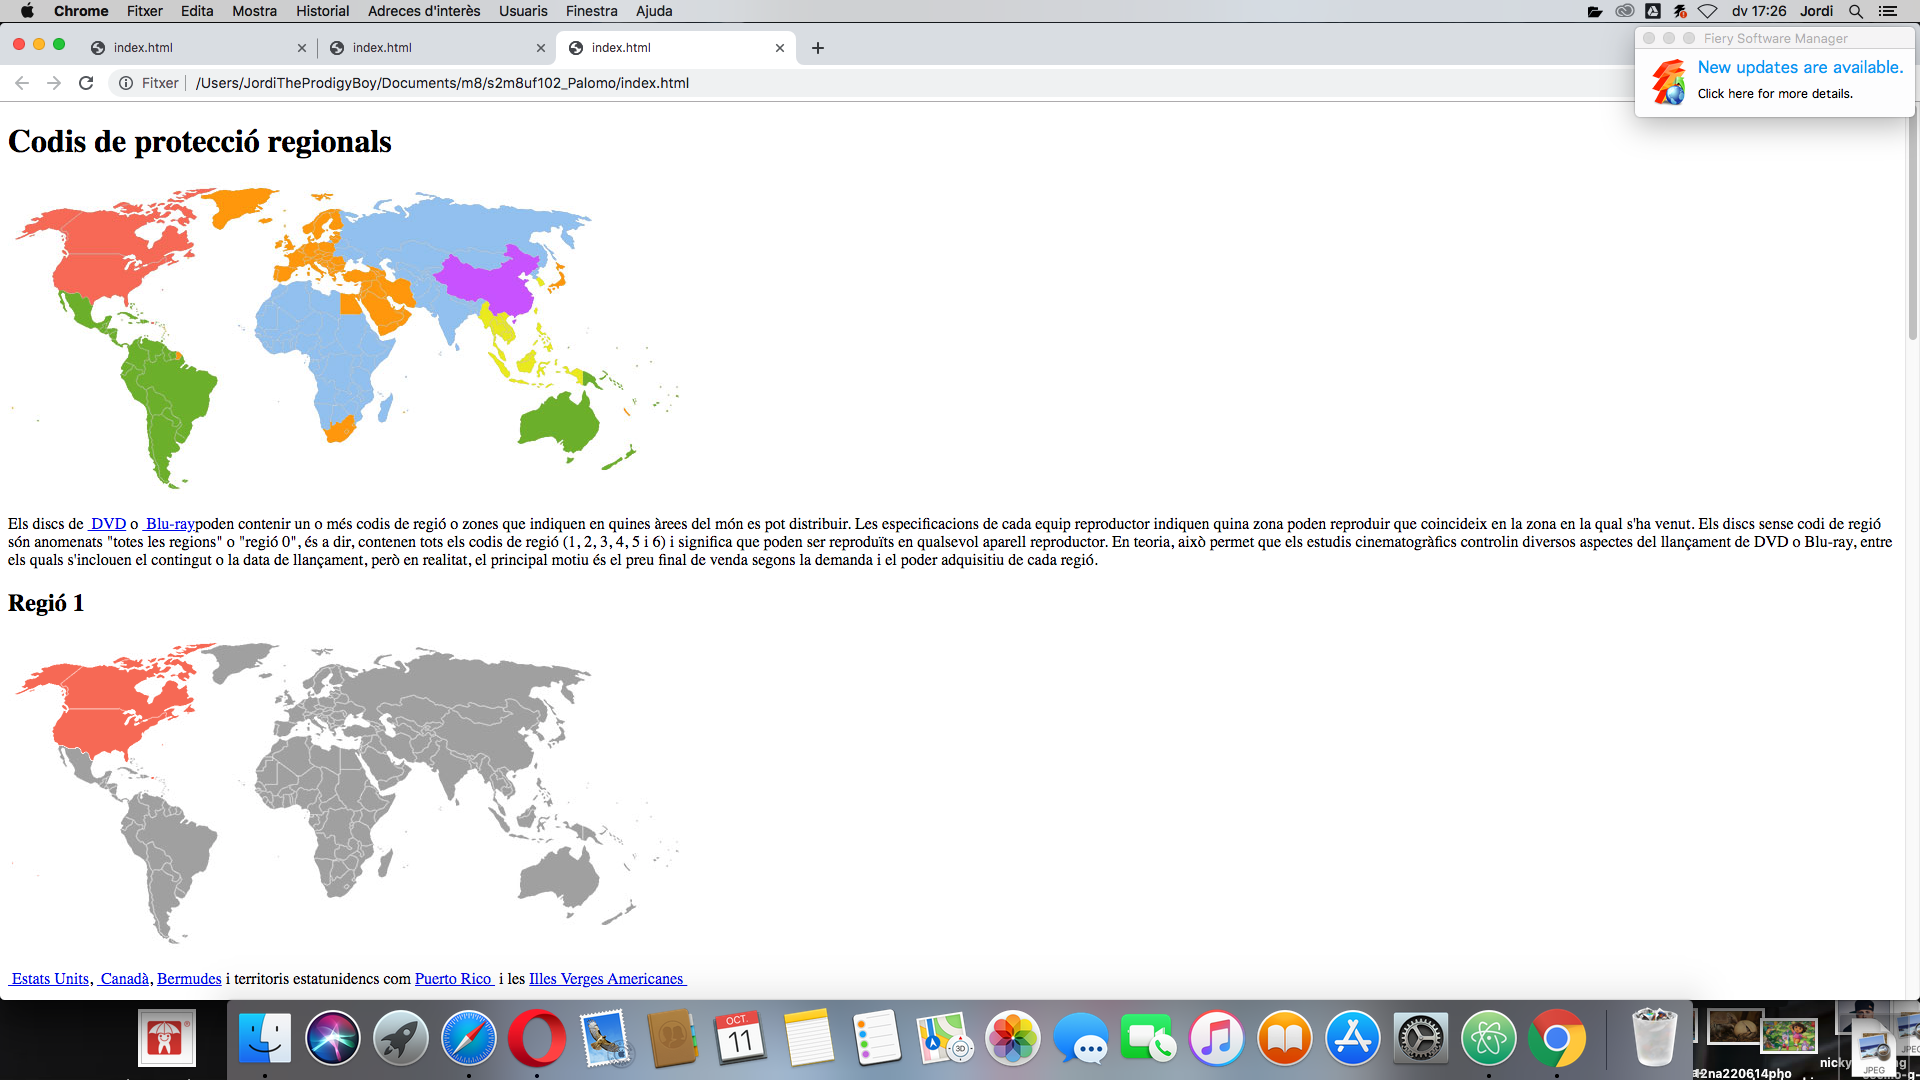 Chrome Fitxer Edita Mostra Historial Adreces d'interès Usuaris Finestra Ajuda dv 17:26 Jordi
index.html index.html index.html
Fiery Software Manager
New updates are available.
Click here for more details.
Fitxer /Users/JordiTheProdigyBoy/Documents/m8/s2m8uf102_Palomo/index.html
Codis de protecció regionals
Els discs de DVD o Blu-raypoden contenir un o més codis de regió o zones que indiquen en quines àrees del món es pot distribuir. Les especificacions de cada equip reproductor indiquen quina zona poden reproduir que coincideix en la zona en la qual s'ha venut. Els discs sense codi de regió
són anomenats "totes les regions" o "regió 0", és a dir, contenen tots els codis de regió (1, 2, 3, 4, 5 i 6) i significa que poden ser reproduïts en qualsevol aparell reproductor. En teoria, això permet que els estudis cinematogràfics controlin diversos aspectes del llançament de DVD o Blu-ray, entre
els quals s'inclouen el contingut o la data de llançament, però en realitat, el principal motiu és el preu final de venda segons la demanda i el poder adquisitiu de cada regió.
Regió 1
Estats Units, Canadà, Bermudes i territoris estatunidencs com Puerto Rico i les Illes Verges Americanes
OCT.
11
3D
JPEG